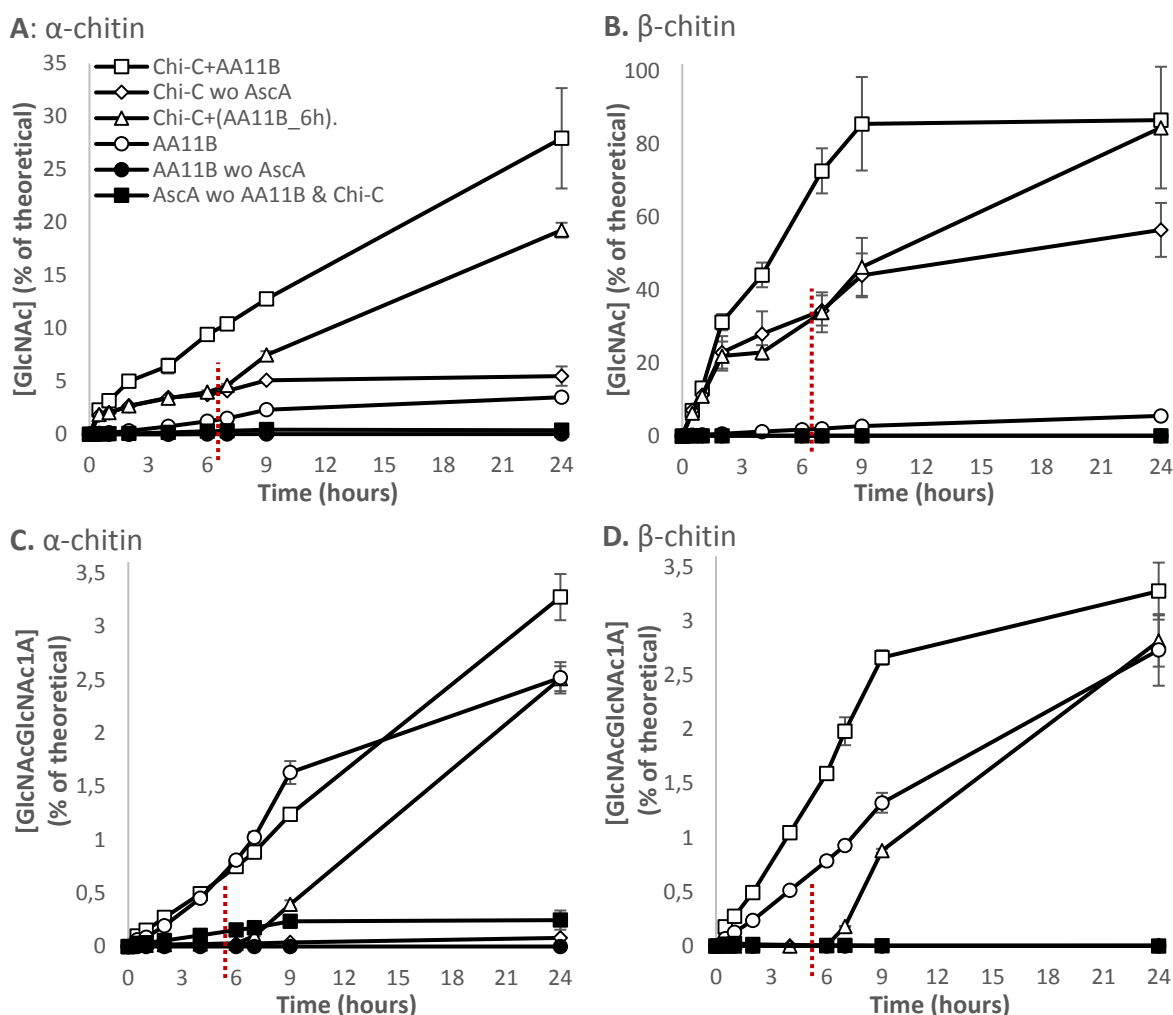 A: α-chitin
[GlcNAc] (% of theoretical)
35
30
25
20
15
10
5
0
Chi-C+AA11B
Chi-C wo AscA
Chi-C+(AA11B_6h).
AA11B
AA11B wo AscA
AscA wo AA11B & Chi-C
0 3 6 9 12 15 18 21 24
Time (hours)
B. β-chitin
[GlcNAc] (% of theoretical)
100
80
60
40
20
0
0 3 6 9 12 15 18 21 24
Time (hours)
C. α-chitin
[GlcNAcGlcNAc1A]
(% of theoretical)
3,5
3
2,5
2
1,5
1
0,5
0
0 3 6 9 12 15 18 21 24
Time (hours)
D. β-chitin
[GlcNAcGlcNAc1A]
(% of theoretical)
3,5
3
2,5
2
1,5
1
0,5
0
0 3 6 9 12 15 18 21 24
Time (hours)